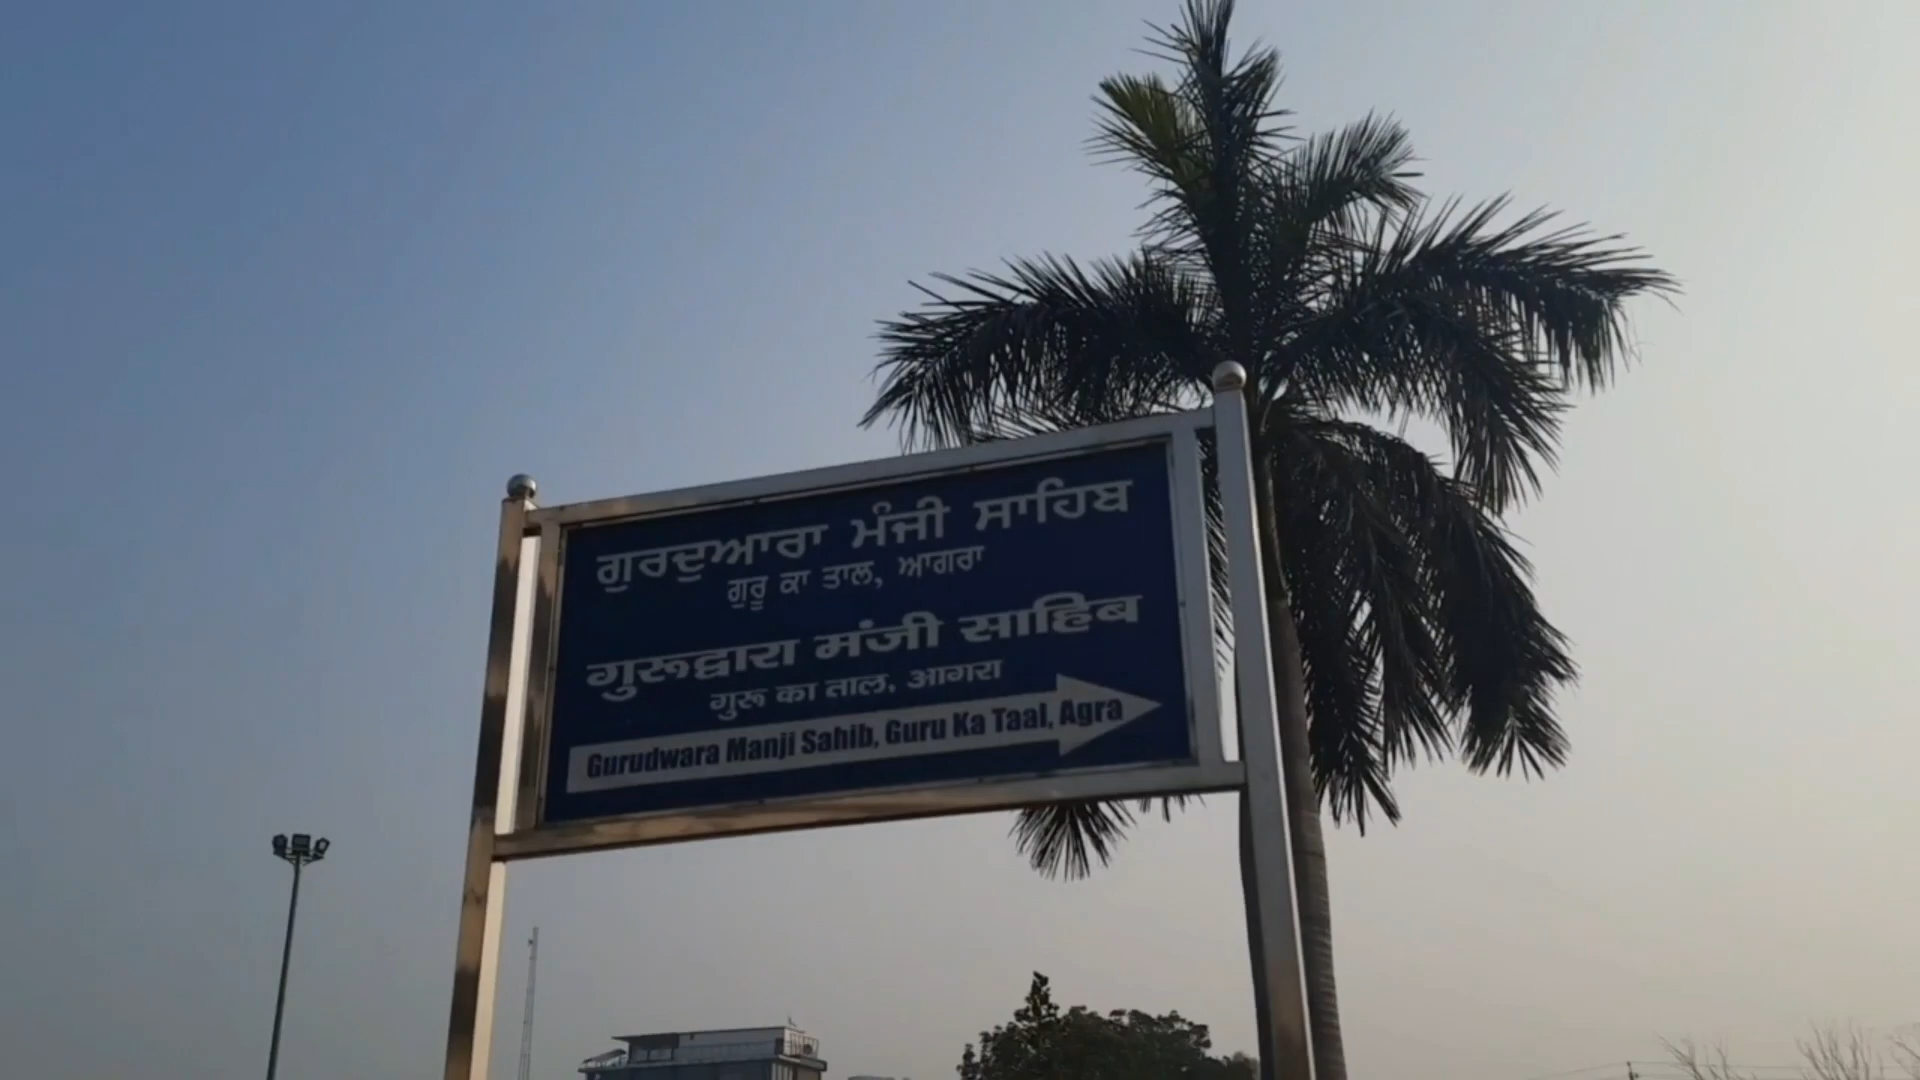 ਗੁਰਦੁਆਰਾ ਮੰਜੀ ਸਾਹਿਬ
ਗੁਰੂ ਕਾ ਤਾਲ, ਆਗਰਾ
गुरूद्वारा मंजी साहिब
गुरू का ताल, आगरा
Gurudwara Manji Sahib, Guru Ka Taal, Agra